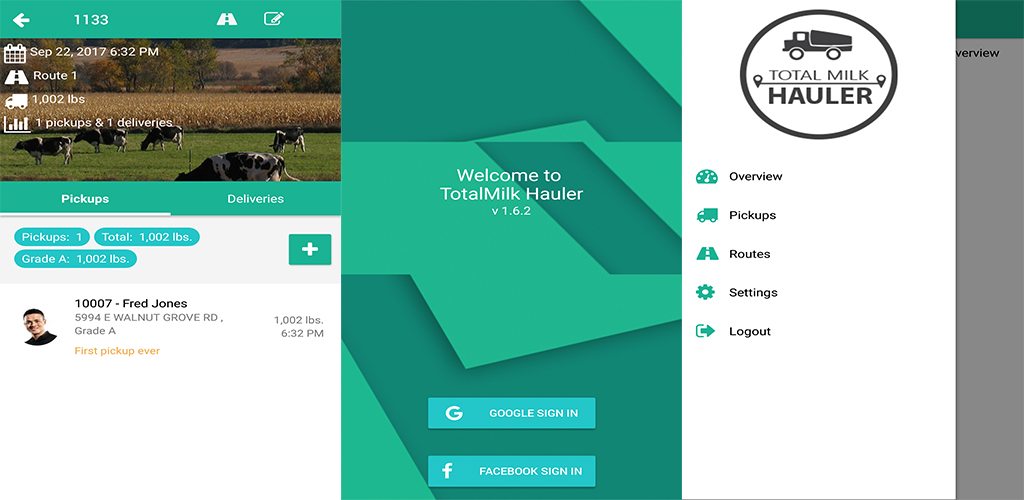 1133
Sep 22, 2017 6:32 PM
Route 1
1,002 lbs
1 pickups & 1 deliveries
Pickups
Deliveries
Pickups: 1
Total: 1,002 lbs.
Grade A: 1,002 lbs.
10007 - Fred Jones
5994 E WALNUT GROVE RD ,
Grade A
1,002 lbs.
6:32 PM
First pickup ever
Welcome to
TotalMilk Hauler
v 1.6.2
G GOOGLE SIGN IN
f FACEBOOK SIGN IN
TOTAL MILK
HAULER
Overview
Pickups
Routes
Settings
Logout
verview